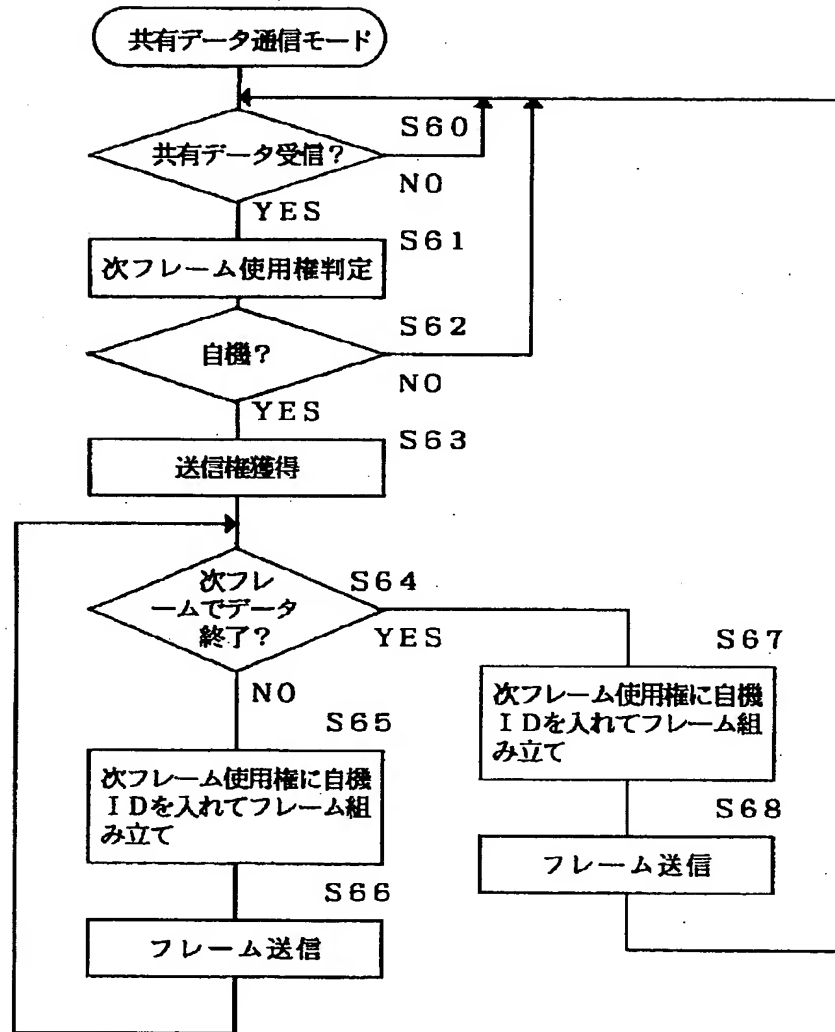 共有データ通信モード
S60
共有データ受信？
NO
YES
S61
次フレーム使用権判定
S62
自機？
NO
YES
S63
送信権獲得
次フレ
ームでデータ
終了？
S64
YES
NO
S65
次フレーム使用権に自機
IDを入れてフレーム組
み立て
S66
フレーム送信
S67
次フレーム使用権に自機
IDを入れてフレーム組
み立て
S68
フレーム送信